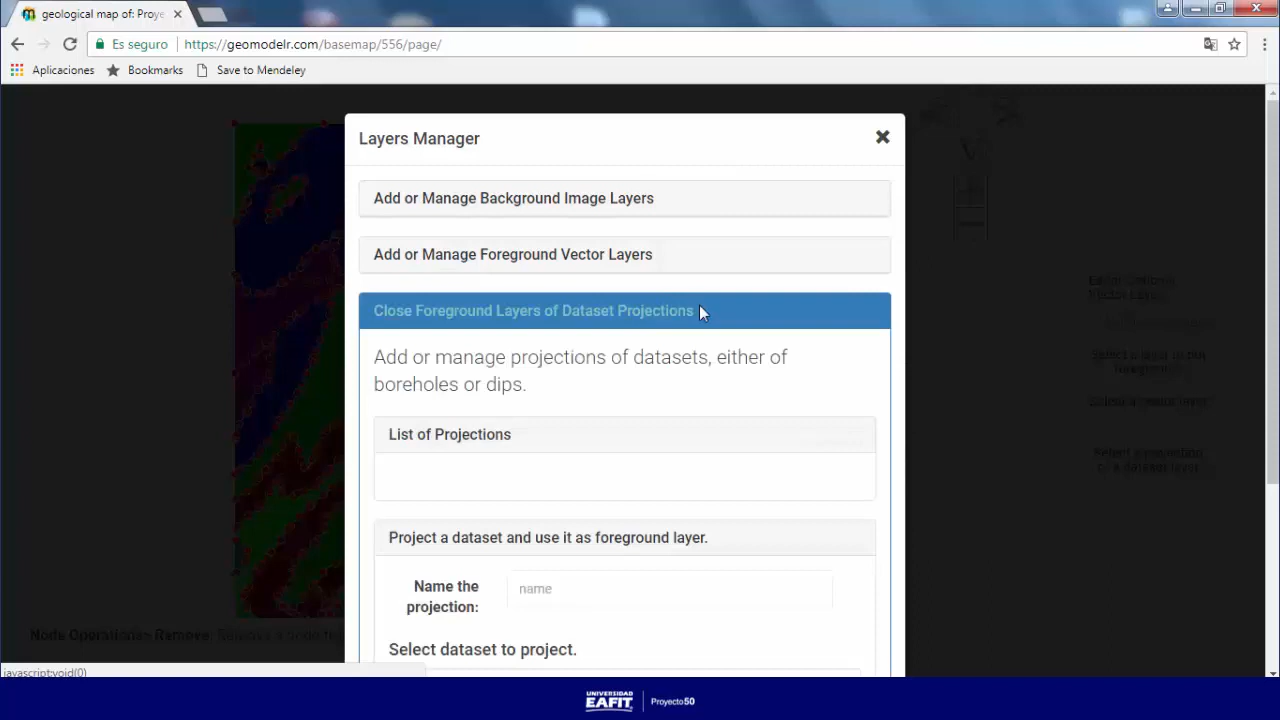 geological map of: Proye
Es seguro
https://geomodelr.com/basemap/556/page/
Aplicaciones
Bookmarks
Save to Mendeley
Layers Manager
Add or Manage Background Image Layers
Add or Manage Foreground Vector Layers
Close Foreground Layers of Dataset Projections
Add or manage projections of datasets, either of
boreholes or dips.
List of Projections
Project a dataset and use it as foreground layer.
Name the
projection:
name
Select dataset to project.
Node Operations> Remove:
javascript:void(0)
UNIVERSIDAD
EAFIT
Proyecto50